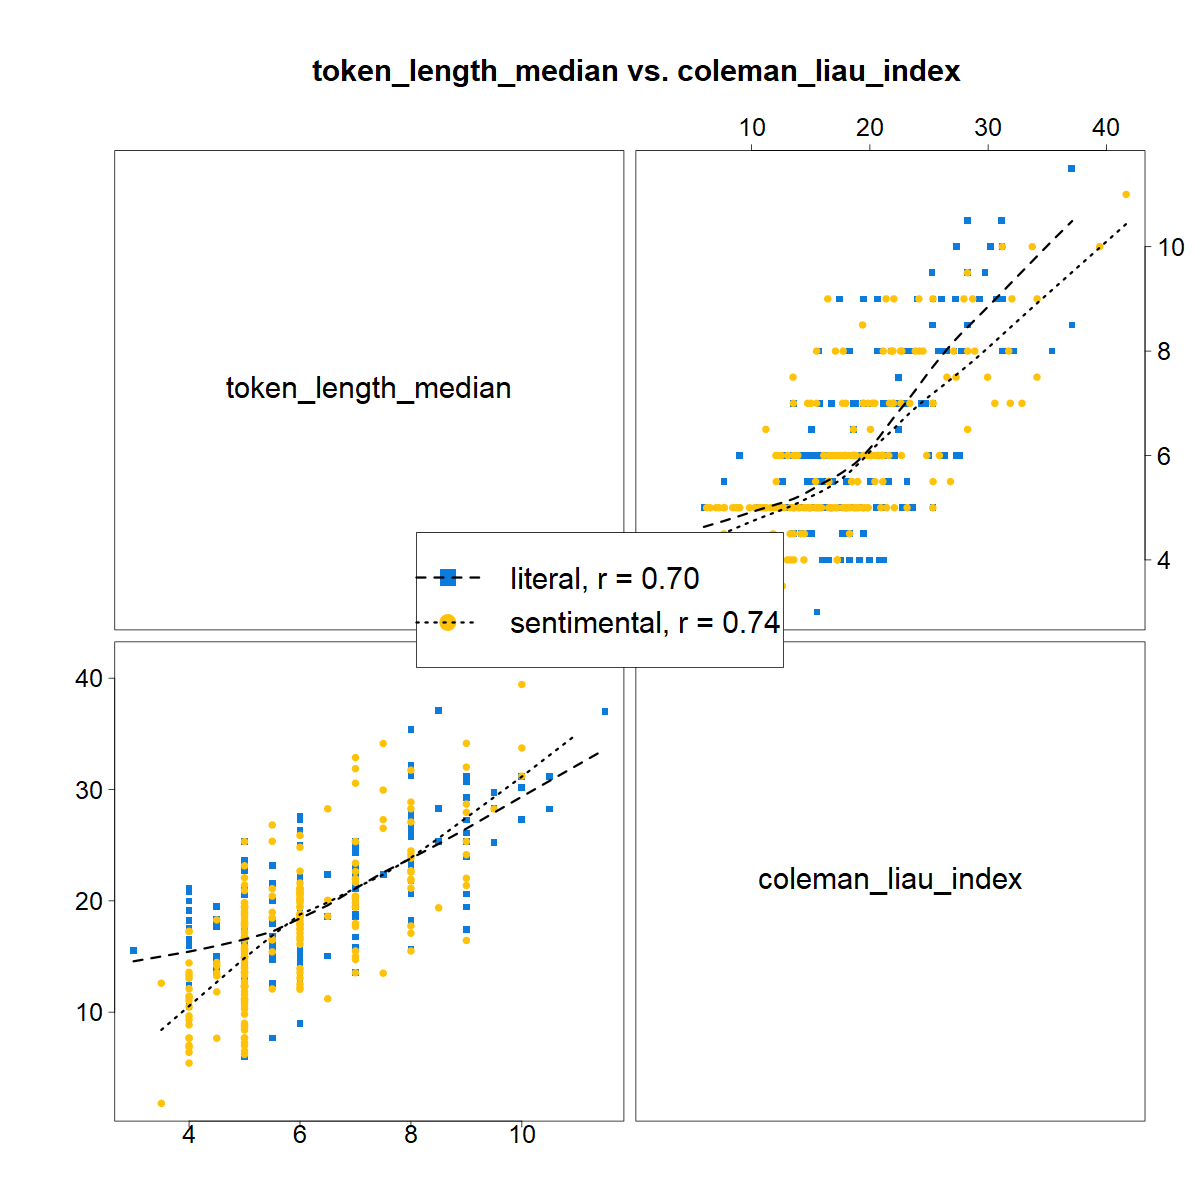 token_length_median vs. coleman_liau_index
10 20 30 40
token_length_median
10
8
6
4
literal, r = 0.70
sentimental, r = 0.74
40
30
20
10
coleman_liau_index
4 6 8 10